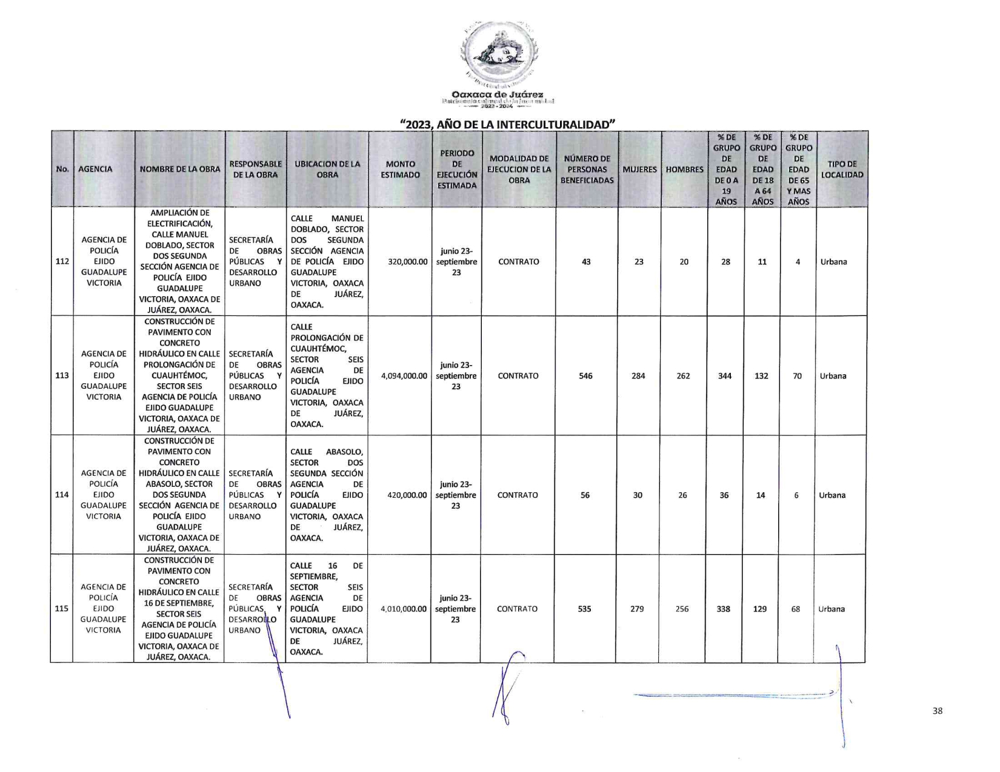 Oaxaca de Juárez
Patrimonio cultural de la humanidad
2022 - 2024
“2023, AÑO DE LA INTERCULTURALIDAD”
No.
AGENCIA
NOMBRE DE LA OBRA
RESPONSABLE
DE LA OBRA
UBICACION DE LA
OBRA
MONTO
ESTIMADO
PERIODO
DE
EJECUCIÓN
ESTIMADA
MODALIDAD DE
EJECUCION DE LA
OBRA
NÚMERO DE
PERSONAS
BENEFICIADAS
MUJERES
HOMBRES
% DE
GRUPO
DE
EDAD
DE 0 A
19
AÑOS
% DE
GRUPO
DE
EDAD
DE 18
A 64
AÑOS
% DE
GRUPO
DE
EDAD
DE 65
Y MAS
AÑOS
TIPO DE
LOCALIDAD
112
AGENCIA DE
POLICÍA
EJIDO
GUADALUPE
VICTORIA
AMPLIACIÓN DE
ELECTRIFICACIÓN,
CALLE MANUEL
DOBLADO, SECTOR
DOS SEGUNDA
SECCIÓN AGENCIA DE
POLICÍA EJIDO
GUADALUPE
VICTORIA, OAXACA DE
JUÁREZ, OAXACA.
SECRETARÍA
DE OBRAS
PÚBLICAS Y
DESARROLLO
URBANO
CALLE MANUEL
DOBLADO, SECTOR
DOS SEGUNDA
SECCIÓN AGENCIA
DE POLICÍA EJIDO
GUADALUPE
VICTORIA, OAXACA
DE JUÁREZ,
OAXACA.
320,000.00
junio 23-
septiembre
23
CONTRATO
43
23
20
28
11
4
Urbana
113
AGENCIA DE
POLICÍA
EJIDO
GUADALUPE
VICTORIA
CONSTRUCCIÓN DE
PAVIMENTO CON
CONCRETO
HIDRÁULICO EN CALLE
PROLONGACIÓN DE
CUAUHTÉMOC,
SECTOR SEIS
AGENCIA DE POLICÍA
EJIDO GUADALUPE
VICTORIA, OAXACA DE
JUÁREZ, OAXACA.
SECRETARÍA
DE OBRAS
PÚBLICAS Y
DESARROLLO
URBANO
CALLE
PROLONGACIÓN DE
CUAUHTÉMOC,
SECTOR SEIS
AGENCIA DE
POLICÍA EJIDO
GUADALUPE
VICTORIA, OAXACA
DE JUÁREZ,
OAXACA.
4,094,000.00
junio 23-
septiembre
23
CONTRATO
546
284
262
344
132
70
Urbana
114
AGENCIA DE
POLICÍA
EJIDO
GUADALUPE
VICTORIA
CONSTRUCCIÓN DE
PAVIMENTO CON
CONCRETO
HIDRÁULICO EN CALLE
ABASOLO, SECTOR
DOS SEGUNDA
SECCIÓN AGENCIA DE
POLICÍA EJIDO
GUADALUPE
VICTORIA, OAXACA DE
JUÁREZ, OAXACA.
SECRETARÍA
DE OBRAS
PÚBLICAS Y
DESARROLLO
URBANO
CALLE ABASOLO,
SECTOR DOS
SEGUNDA SECCIÓN
AGENCIA DE
POLICÍA EJIDO
GUADALUPE
VICTORIA, OAXACA
DE JUÁREZ,
OAXACA.
420,000.00
junio 23-
septiembre
23
CONTRATO
56
30
26
36
14
6
Urbana
115
AGENCIA DE
POLICÍA
EJIDO
GUADALUPE
VICTORIA
CONSTRUCCIÓN DE
PAVIMENTO CON
CONCRETO
HIDRÁULICO EN CALLE
16 DE SEPTIEMBRE,
SECTOR SEIS
AGENCIA DE POLICÍA
EJIDO GUADALUPE
VICTORIA, OAXACA DE
JUÁREZ, OAXACA.
SECRETARÍA
DE OBRAS
PÚBLICAS Y
DESARROLLO
URBANO
CALLE 16 DE
SEPTIEMBRE,
SECTOR SEIS
AGENCIA DE
POLICÍA EJIDO
GUADALUPE
VICTORIA, OAXACA
DE JUÁREZ,
OAXACA.
4,010,000.00
junio 23-
septiembre
23
CONTRATO
535
279
256
338
129
68
Urbana
38